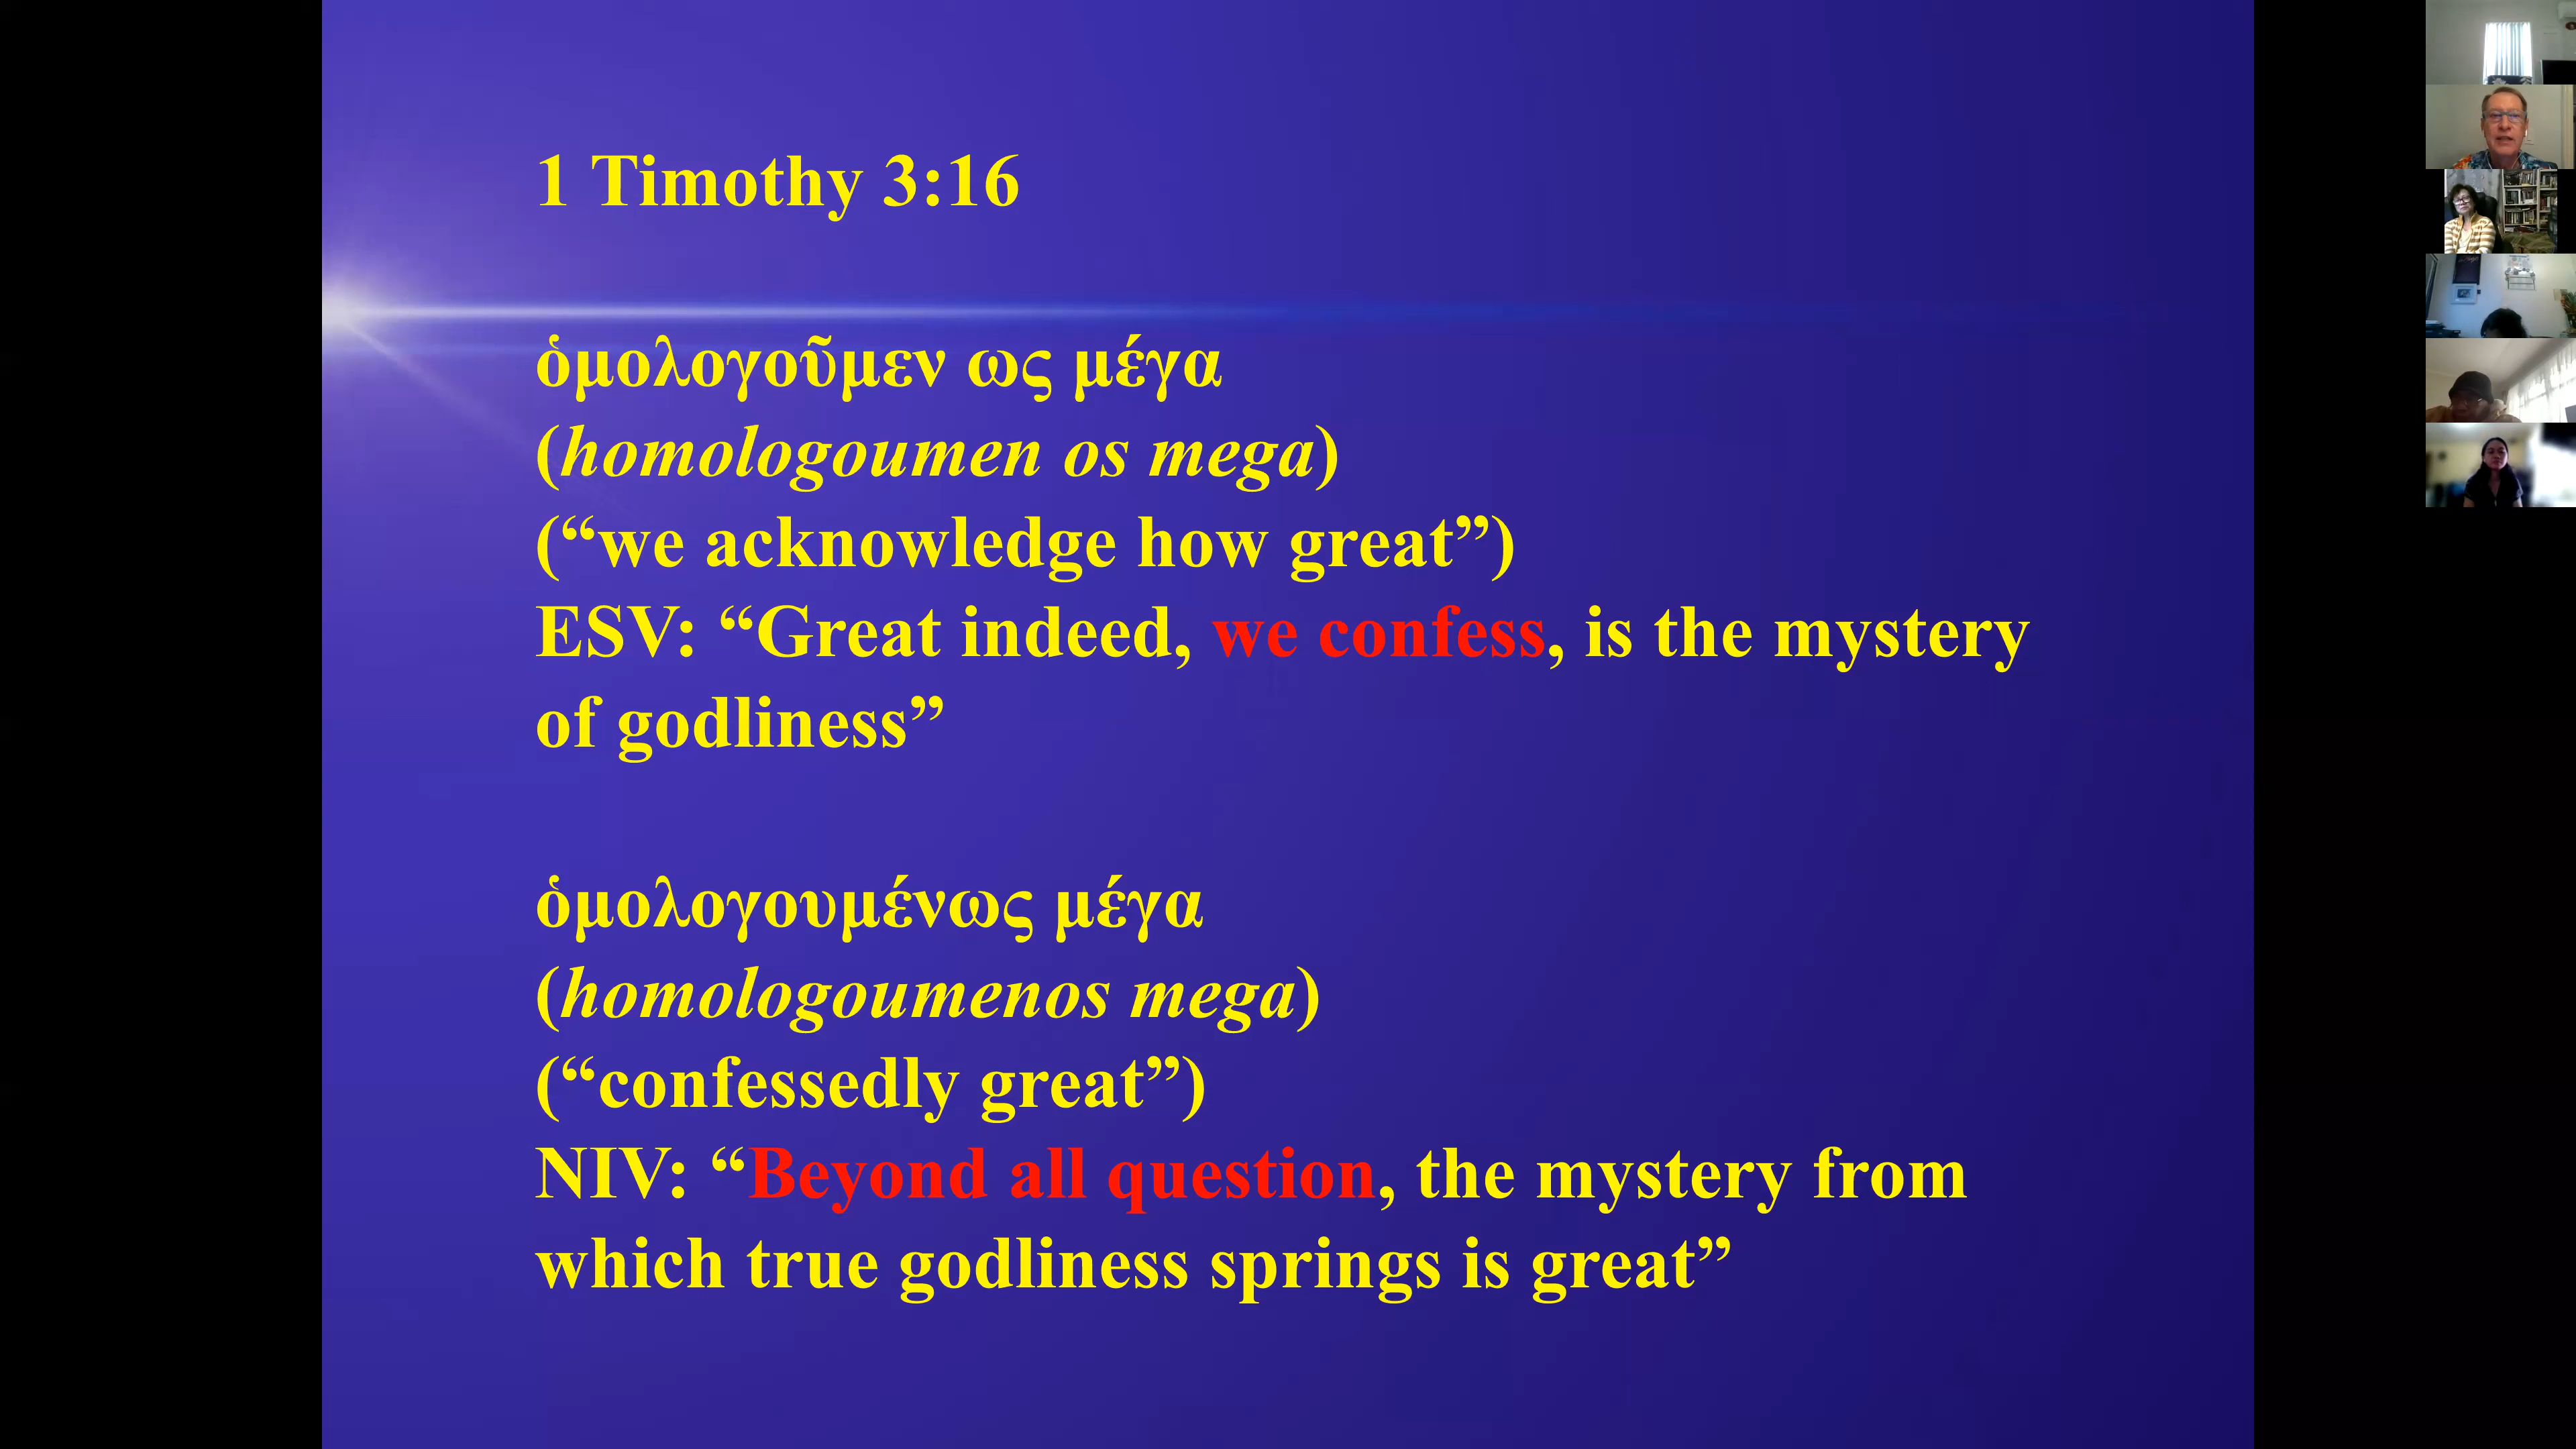 1 Timothy 3:16
ὁμολογοῦμεν ως μέγα
(homologoumen os mega)
(“we acknowledge how great”)
ESV: “Great indeed, we confess, is the mystery
of godliness”
ὁμολογουμένως μέγα
(homologoumenos mega)
(“confessedly great”)
NIV: “Beyond all question, the mystery from
which true godliness springs is great”